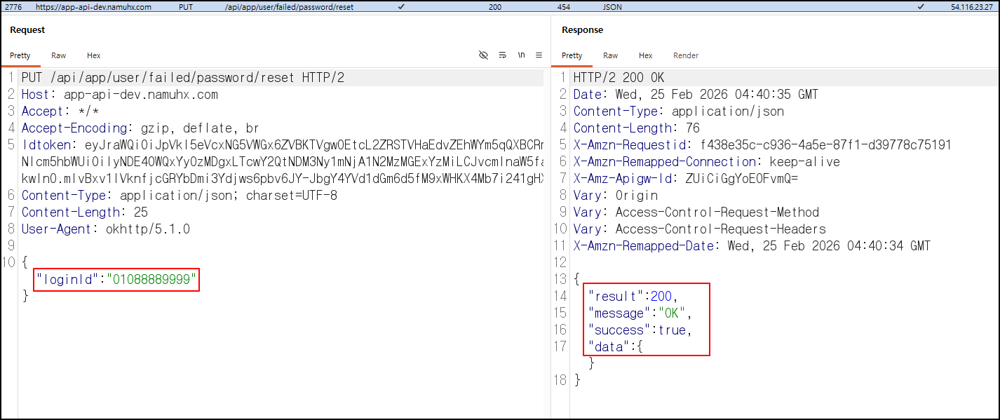 2776 https://app-api-dev.namuhx.com PUT /api/app/user/failed/password/reset ✓ 200 454 JSON ✓ 54.116.23.27
Request
Pretty Raw Hex \n
1 PUT /api/app/user/failed/password/reset HTTP/2
2 Host: app-api-dev.namuhx.com
3 Accept: */*
4 Accept-Encoding: gzip, deflate, br
5 Idtoken:
6 Content-Type: application/json; charset=UTF-8
7 Content-Length: 25
8 User-Agent: okhttp/5.1.0
9
10 {
"loginId":"01088889999"
}
Response
Pretty Raw Hex Render
1 HTTP/2 200 OK
2 Date: Wed, 25 Feb 2026 04:40:35 GMT
3 Content-Type: application/json
4 Content-Length: 76
5 X-Amzn-Requestid: f438e35c-c936-4a5e-87f1-d39778c75191
6 X-Amzn-Remapped-Connection: keep-alive
7 X-Amz-Apigw-Id: ZUiCiGgYoE0FvmQ=
8 Vary: Origin
9 Vary: Access-Control-Request-Method
10 Vary: Access-Control-Request-Headers
11 X-Amzn-Remapped-Date: Wed, 25 Feb 2026 04:40:34 GMT
12
13 {
14 "result":200,
15 "message":"OK",
16 "success":true,
17 "data":{
}
18 }